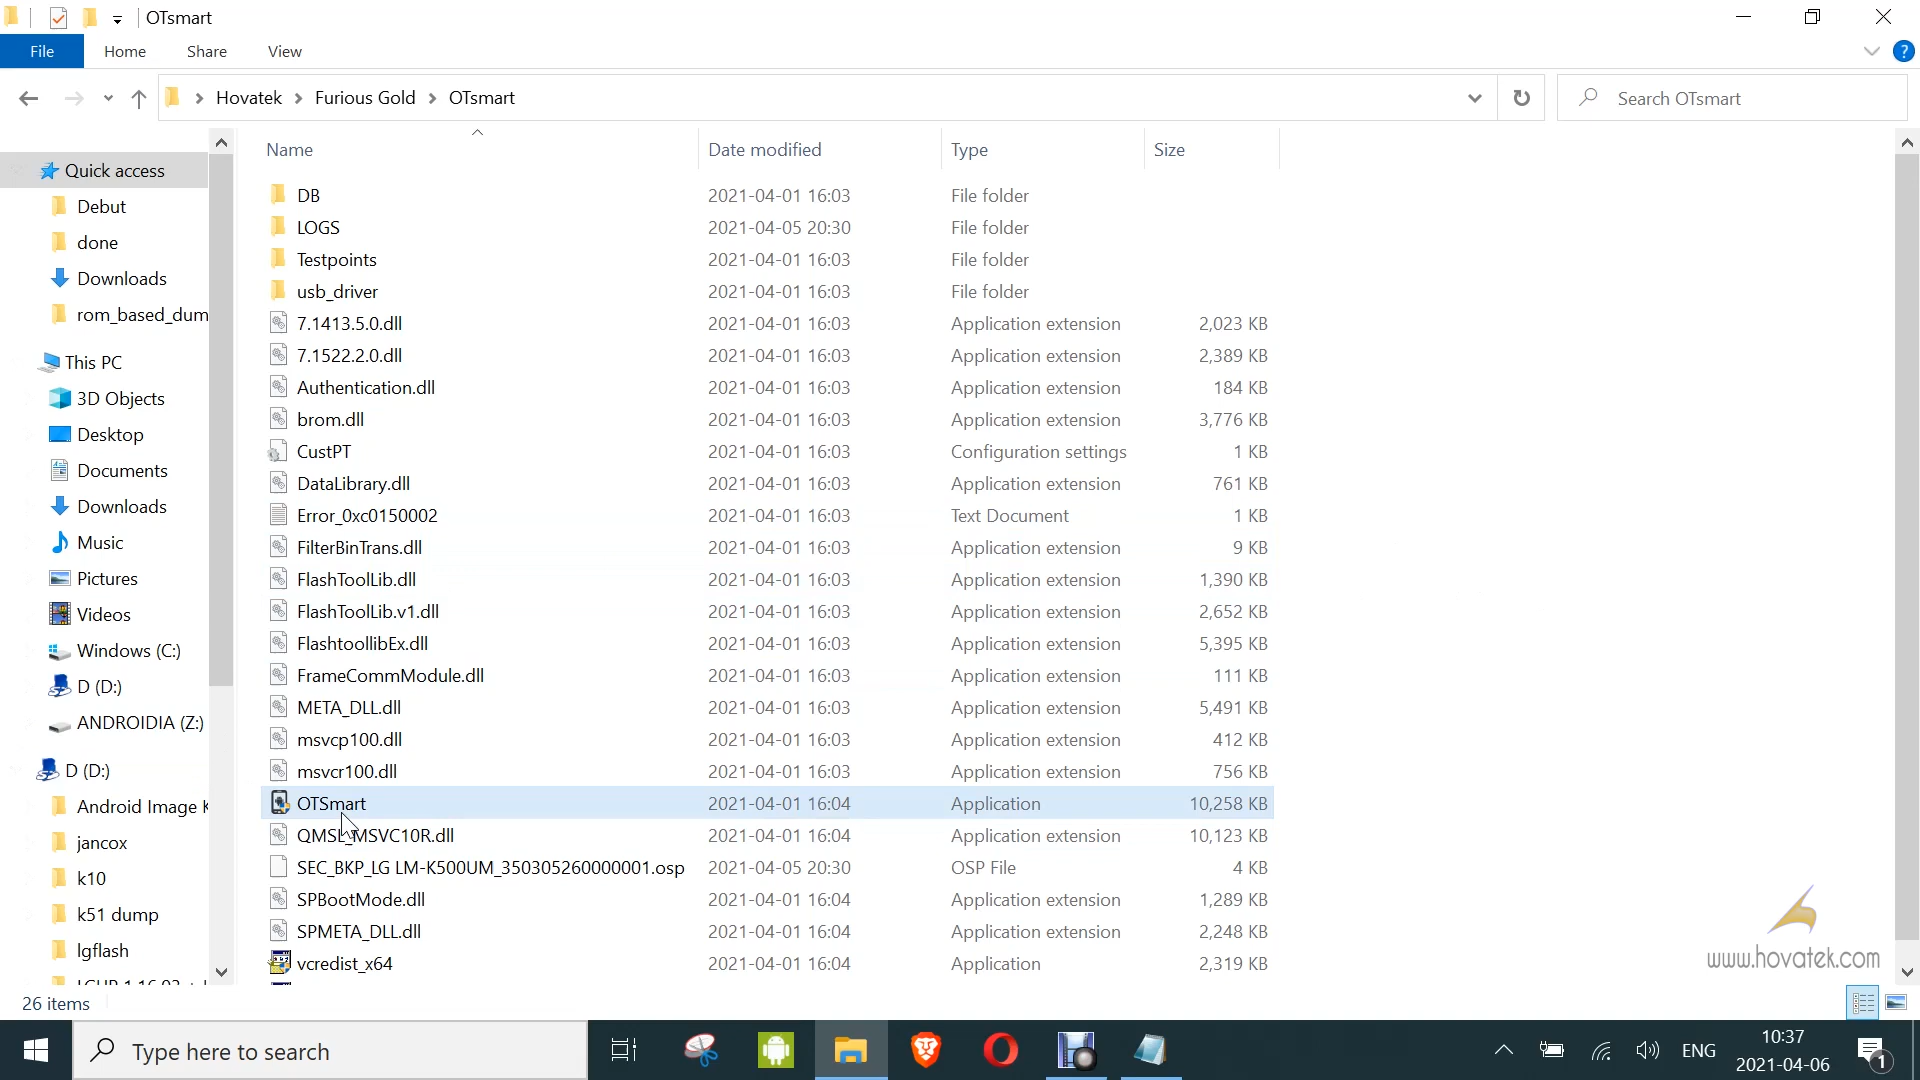 OTsmart
File Home Share View
Hovatek Furious Gold OTsmart
Search OTsmart
Name Date modified Type Size
Quick access
Debut
done
Downloads
rom_based_dum
This PC
3D Objects
Desktop
Documents
Downloads
Music
Pictures
Videos
Windows (C:)
D (D:)
ANDROIDIA (Z:)
D (D:)
Android Image K
jancox
k10
k51 dump
lgflash
DB 2021-04-01 16:03 File folder
LOGS 2021-04-05 20:30 File folder
Testpoints 2021-04-01 16:03 File folder
usb_driver 2021-04-01 16:03 File folder
7.1413.5.0.dll 2021-04-01 16:03 Application extension 2,023 KB
7.1522.2.0.dll 2021-04-01 16:03 Application extension 2,389 KB
Authentication.dll 2021-04-01 16:03 Application extension 184 KB
brom.dll 2021-04-01 16:03 Application extension 3,776 KB
CustPT 2021-04-01 16:03 Configuration settings 1 KB
DataLibrary.dll 2021-04-01 16:03 Application extension 761 KB
Error_0xc0150002 2021-04-01 16:03 Text Document 1 KB
FilterBinTrans.dll 2021-04-01 16:03 Application extension 9 KB
FlashToolLib.dll 2021-04-01 16:03 Application extension 1,390 KB
FlashToolLib.v1.dll 2021-04-01 16:03 Application extension 2,652 KB
FlashtoollibEx.dll 2021-04-01 16:03 Application extension 5,395 KB
FrameCommModule.dll 2021-04-01 16:03 Application extension 111 KB
META_DLL.dll 2021-04-01 16:03 Application extension 5,491 KB
msvcp100.dll 2021-04-01 16:03 Application extension 412 KB
msvcr100.dll 2021-04-01 16:03 Application extension 756 KB
OTSmart 2021-04-01 16:04 Application 10,258 KB
QMSL_MSVC10R.dll 2021-04-01 16:04 Application extension 10,123 KB
SEC_BKP_LG LM-K500UM_350305260000001.osp 2021-04-05 20:30 OSP File 4 KB
SPBootMode.dll 2021-04-01 16:04 Application extension 1,289 KB
SPMETA_DLL.dll 2021-04-01 16:04 Application extension 2,248 KB
vcredist_x64 2021-04-01 16:04 Application 2,319 KB
www.hovatek.com
26 items
Type here to search
ENG
10:37
2021-04-06
1